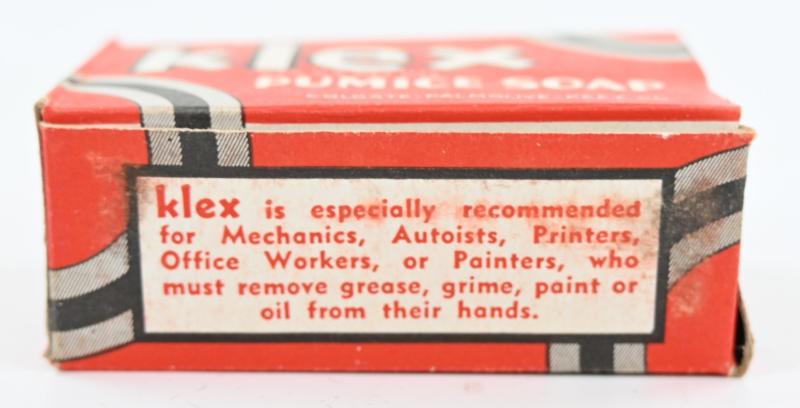 klex
PUMICE SOAP
COLGATE-PALMOLIVE-PEET CO.
klex is especially recommended
for Mechanics, Autoists, Printers,
Office Workers, or Painters, who
must remove grease, grime, paint or
oil from their hands.